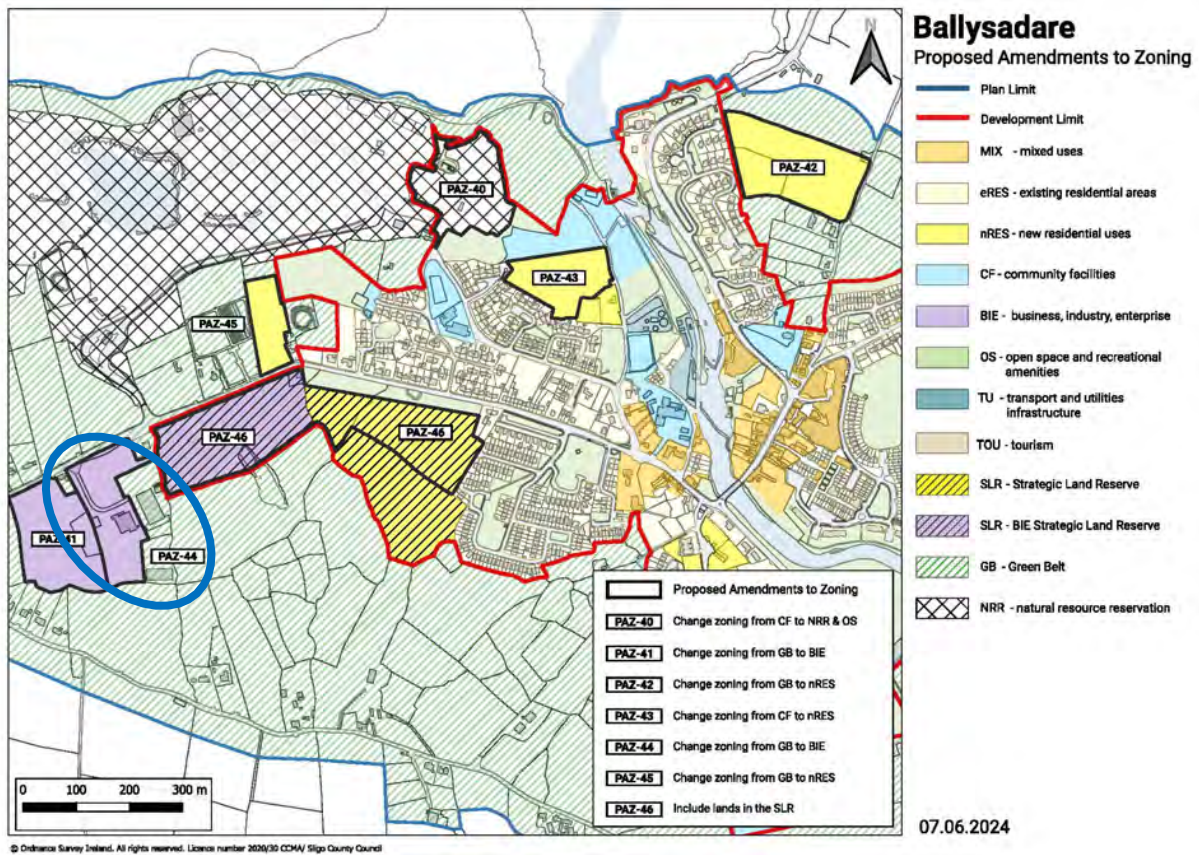 N
PAZ-42
PAZ-40
PAZ-43
PAZ-45
PAZ-46
PAZ-46
PAZ-41
PAZ-44
Proposed Amendments to Zoning
PAZ-40 Change zoning from CF to NRR & OS
PAZ-41 Change zoning from GB to BIE
PAZ-42 Change zoning from GB to nRES
PAZ-43 Change zoning from CF to nRES
PAZ-44 Change zoning from GB to BIE
PAZ-45 Change zoning from GB to nRES
PAZ-46 Include lands in the SLR
0 100 200 300 m
© Ordnance Survey Ireland. All rights reserved. Licence number 2020/30 CCMA/ Sligo County Council
Ballysadare
Proposed Amendments to Zoning
Plan Limit
Development Limit
MIX - mixed uses
eRES - existing residential areas
nRES - new residential uses
CF - community facilities
BIE - business, industry, enterprise
OS - open space and recreational
amenities
TU - transport and utilities
infrastructure
TOU - tourism
SLR - Strategic Land Reserve
SLR - BIE Strategic Land Reserve
GB - Green Belt
NRR - natural resource reservation
07.06.2024